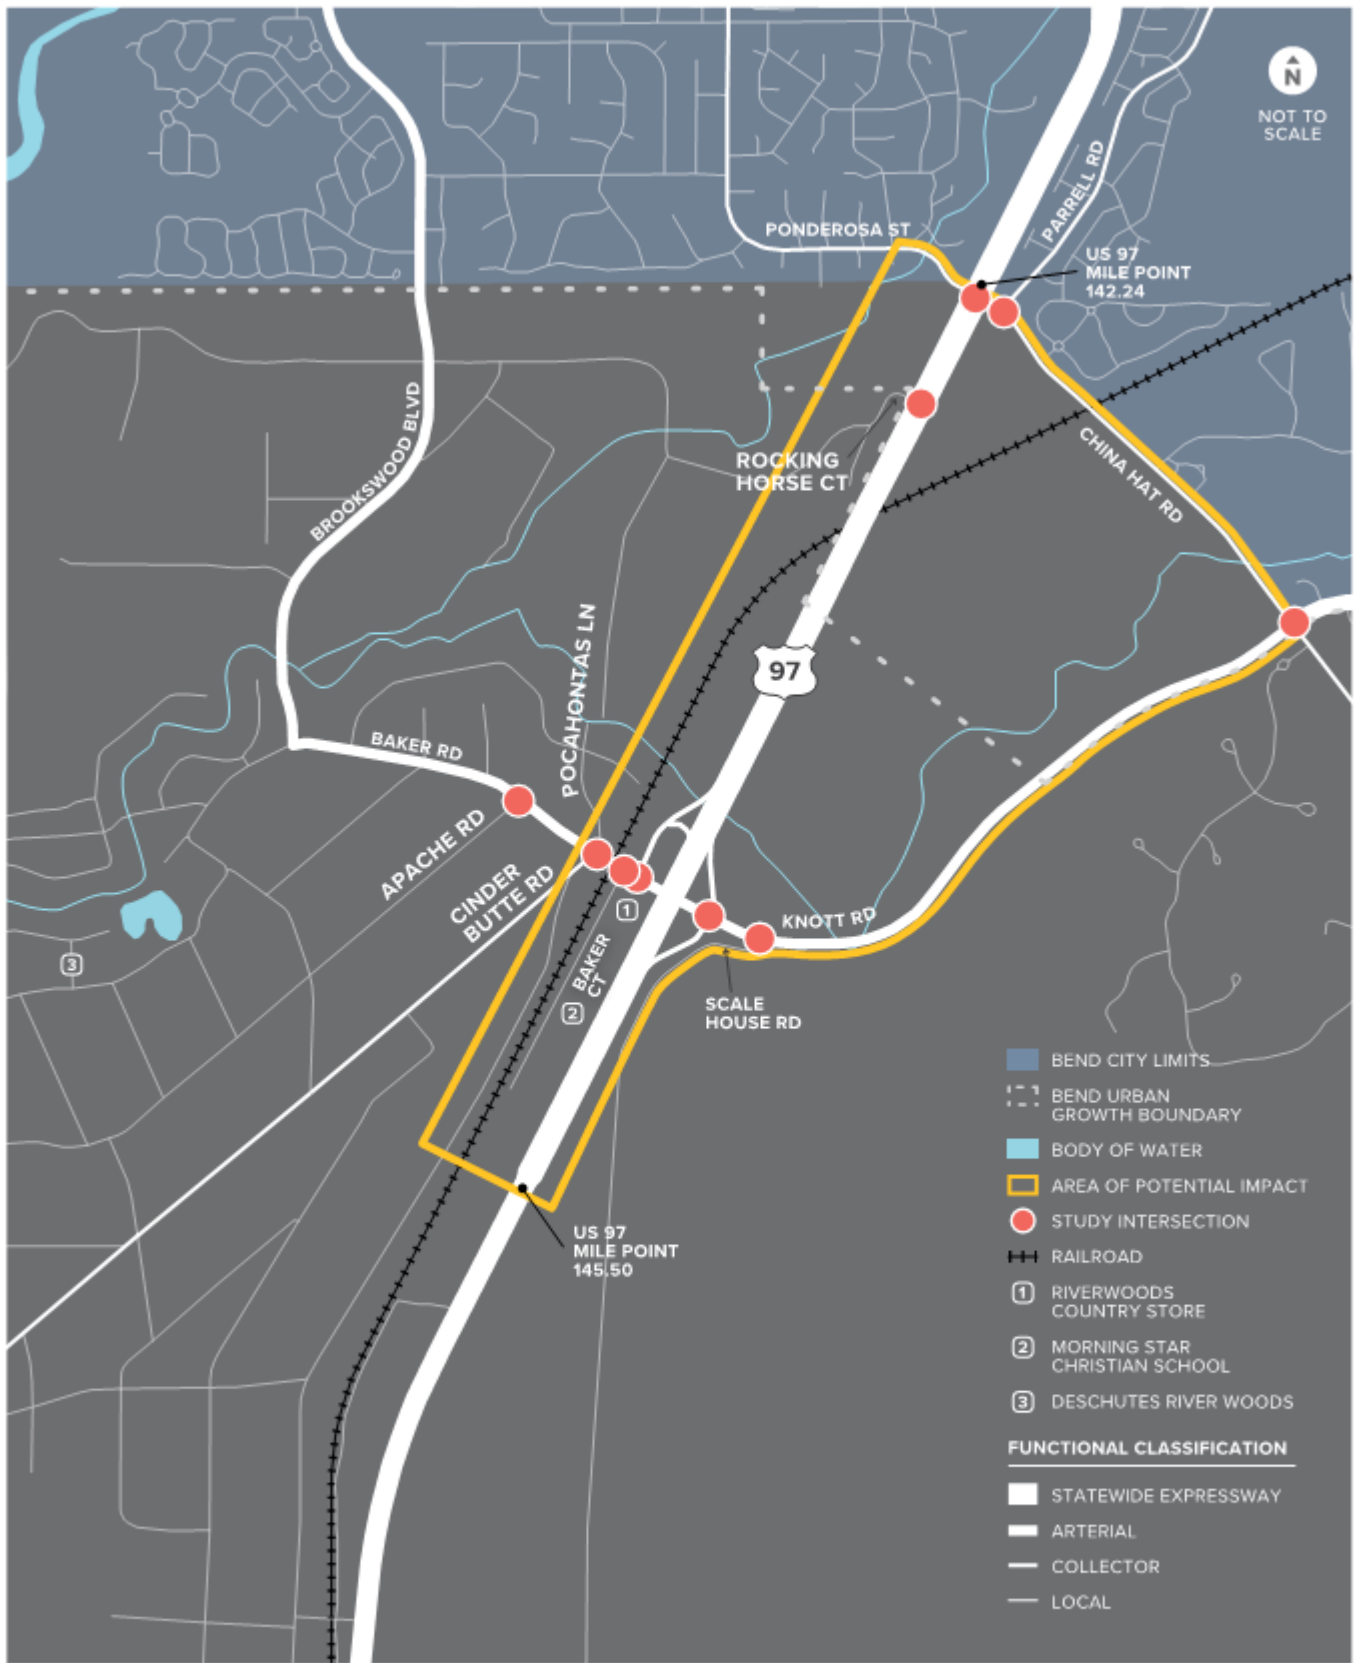 N
NOT TO
SCALE
PARRELL RD
PONDEROSA ST
US 97
MILE POINT
142.24
BROOKSWOOD BLVD
ROCKING
HORSE CT
CHINA HAT RD
POCAHONTAS LN
97
BAKER RD
APACHE RD
CINDER
BUTTE RD
1
KNOTT RD
3
BAKER
CT
2
SCALE
HOUSE RD
US 97
MILE POINT
145.50
BEND CITY LIMITS
BEND URBAN
GROWTH BOUNDARY
BODY OF WATER
AREA OF POTENTIAL IMPACT
STUDY INTERSECTION
RAILROAD
1 RIVERWOODS
COUNTRY STORE
2 MORNING STAR
CHRISTIAN SCHOOL
3 DESCHUTES RIVER WOODS
FUNCTIONAL CLASSIFICATION
STATEWIDE EXPRESSWAY
ARTERIAL
COLLECTOR
LOCAL